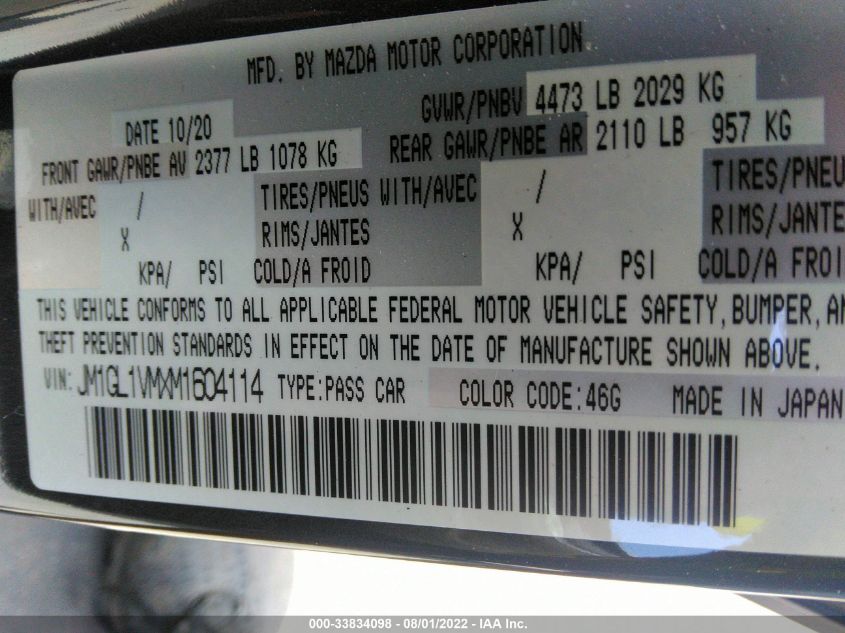 MFD. BY MAZDA MOTOR CORPORATION
GVWR/PNBV 4473 LB 2029 KG
DATE 10/20
FRONT GAWR/PNBE AV 2377 LB 1078 KG
REAR GAWR/PNBE AR 2110 LB 957 KG
WITH/AVEC / TIRES/PNEUS WITH/AVEC / TIRES/PNEU
X RIMS/JANTES X RIMS/JANTE
KPA/ PSI COLD/A FROID KPA/ PSI COLD/A FROI
THIS VEHICLE CONFORMS TO ALL APPLICABLE FEDERAL MOTOR VEHICLE SAFETY, BUMPER, AN
THEFT PREVENTION STANDARDS IN EFFECT ON THE DATE OF MANUFACTURE SHOWN ABOVE.
VIN: JM1GL1VMXM1604114 TYPE:PASS CAR COLOR CODE:46G MADE IN JAPAN
000-33834098 - 08/01/2022 - IAA Inc.